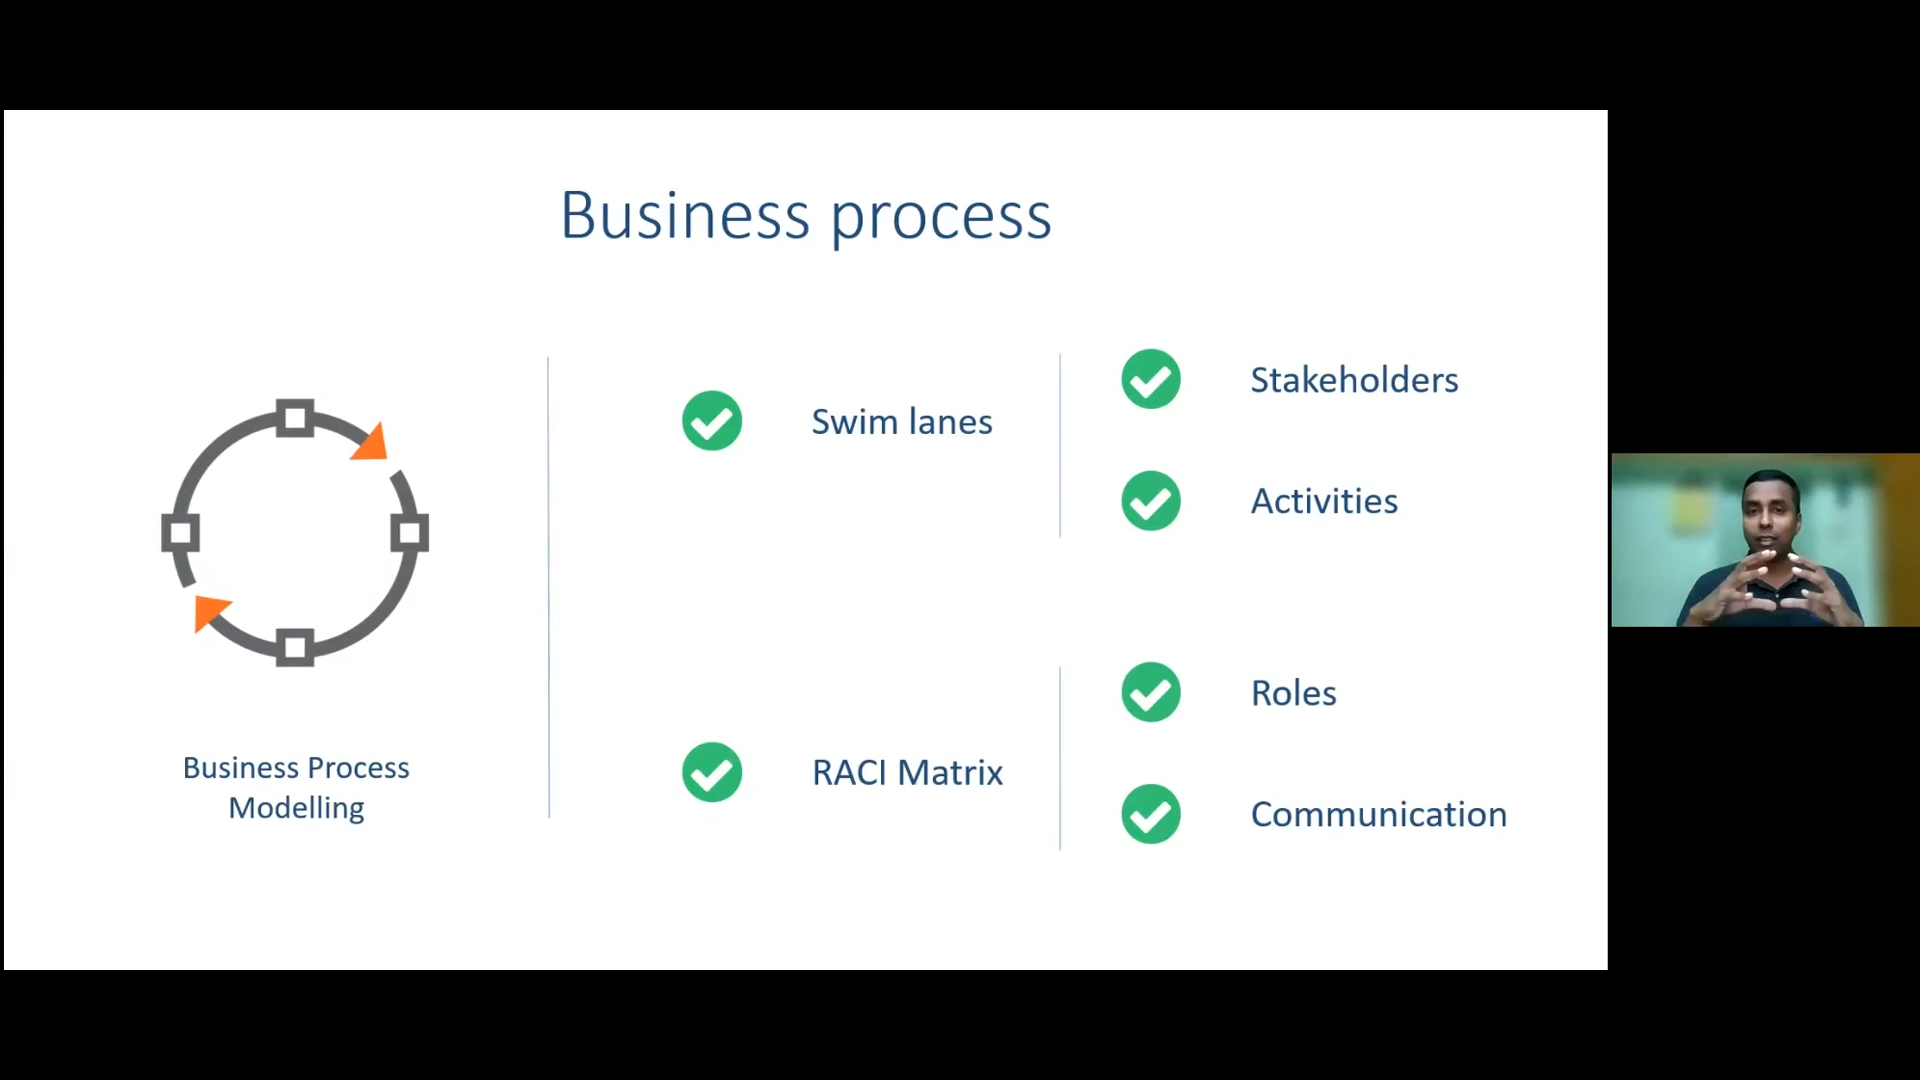 Business process
Business Process
Modelling
Swim lanes
Stakeholders
Activities
RACI Matrix
Roles
Communication